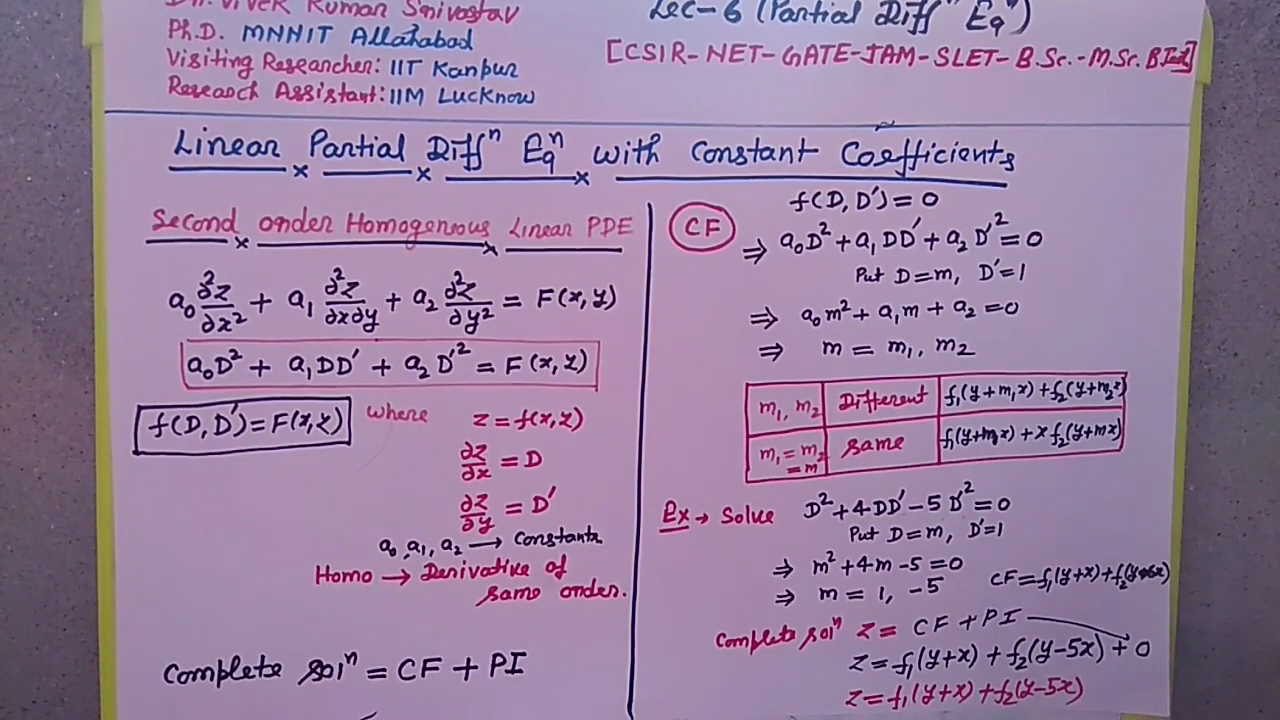 Dr. Vivek Kumar Srivastav
Ph.D. MNNIT Allahabad
Visiting Researcher: IIT Kanpur
Reseach Assistant: IIM Lucknow
Lec-6 (Partial Diffⁿ Eqⁿ)
[CSIR-NET-GATE-JAM-SLET-B.Sc.-M.Sc.
Linear Partial Diffⁿ Eqⁿ with Constant Coefficients
Second order Homogeneous Linear PDE
a₀ ∂²z/∂x² + a₁ ∂²z/∂x∂y + a₂ ∂²z/∂y² = F(x,y)
a₀D² + a₁DD′ + a₂D′² = F(x,z)
f(D,D′) = F(x,z) where z = f(x,z)
∂z/∂x = D
∂z/∂y = D′
a₀, a₁, a₂ → Constants
Homo → Derivative of
same order.
Complete solⁿ = CF + PI
CF
f(D,D′) = 0
⇒ a₀D² + a₁DD′ + a₂D′² = 0
Put D=m, D′=1
⇒ a₀m² + a₁m + a₂ = 0
⇒ m = m₁, m₂
m₁, m₂ Different f₁(y+m₁x)+f₂(y+m₂x)
m₁ = m₂ = m same f₁(y+mx)+x f₂(y+mx)
Ex → Solve D²+4DD′-5D′²=0
Put D=m, D′=1
⇒ m²+4m-5=0
⇒ m = 1, -5
CF=f₁(y+x)+f₂(y-5x)
Complete solⁿ z = CF + PI
z = f₁(y+x) + f₂(y-5x) + 0
z = f₁(y+x) + f₂(y-5x)